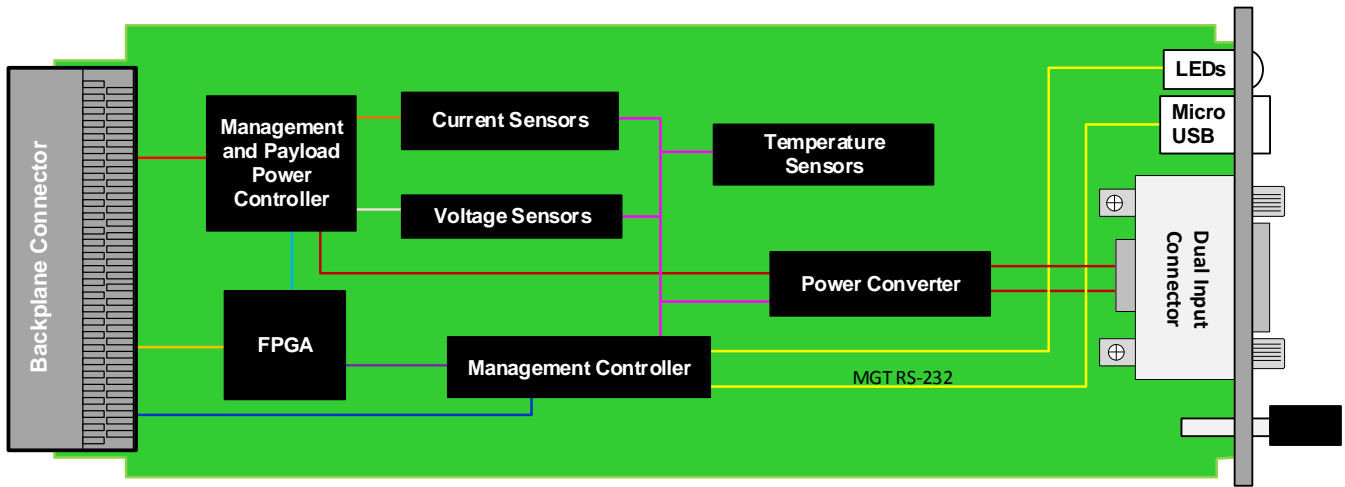 Backplane Connector
Management
and Payload
Power
Controller
Current Sensors
Voltage Sensors
Temperature
Sensors
Power Converter
FPGA
Management Controller
MGT RS-232
LEDs
Micro
USB
Dual Input
Connector